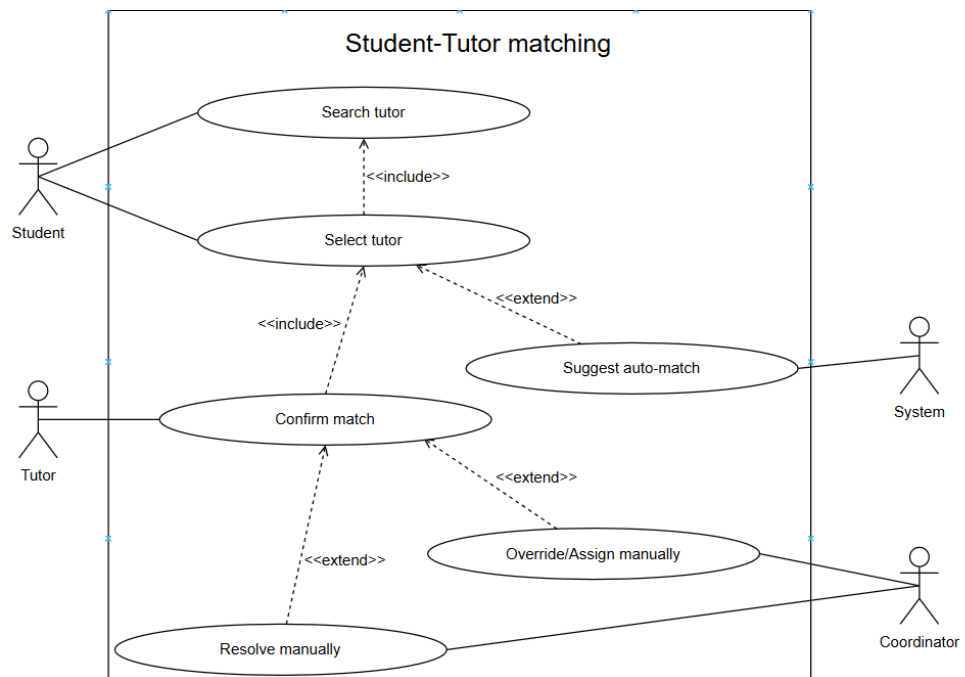 Student-Tutor matching
Search tutor
<<include>>
Student
Select tutor
<<extend>>
<<include>>
Suggest auto-match
System
Confirm match
Tutor
<<extend>>
Override/Assign manually
<<extend>>
Coordinator
Resolve manually